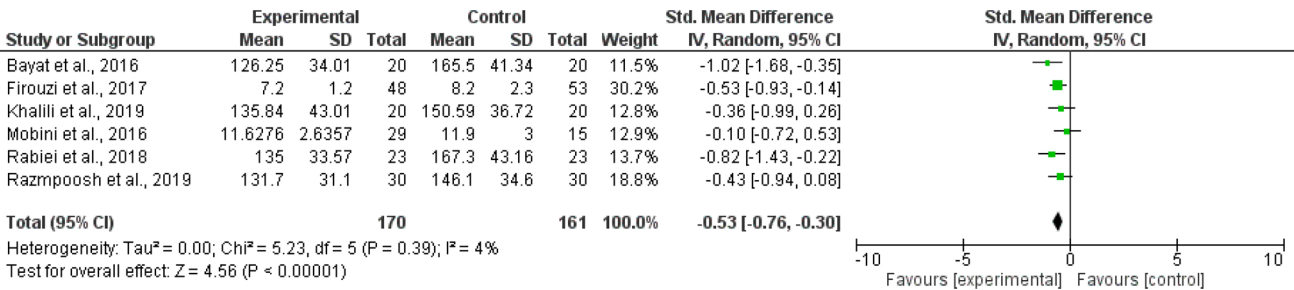 Experimental Control Std. Mean Difference Std. Mean Difference
Study or Subgroup Mean SD Total Mean SD Total Weight IV, Random, 95% CI IV, Random, 95% CI
Bayat et al., 2016 126.25 34.01 20 165.5 41.34 20 11.5% -1.02 [-1.68, -0.35]
Firouzi et al., 2017 7.2 1.2 48 8.2 2.3 53 30.2% -0.53 [-0.93, -0.14]
Khalili et al., 2019 135.84 43.01 20 150.59 36.72 20 12.8% -0.36 [-0.99, 0.26]
Mobini et al., 2016 11.6276 2.6357 29 11.9 3 15 12.9% -0.10 [-0.72, 0.53]
Rabiei et al., 2018 135 33.57 23 167.3 43.16 23 13.7% -0.82 [-1.43, -0.22]
Razmpoosh et al., 2019 131.7 31.1 30 146.1 34.6 30 18.8% -0.43 [-0.94, 0.08]
Total (95% CI) 170 161 100.0% -0.53 [-0.76, -0.30]
Heterogeneity: Tau² = 0.00; Chi² = 5.23, df = 5 (P = 0.39); I² = 4%
Test for overall effect: Z = 4.56 (P < 0.00001)
-10 -5 0 5 10
Favours [experimental] Favours [control]